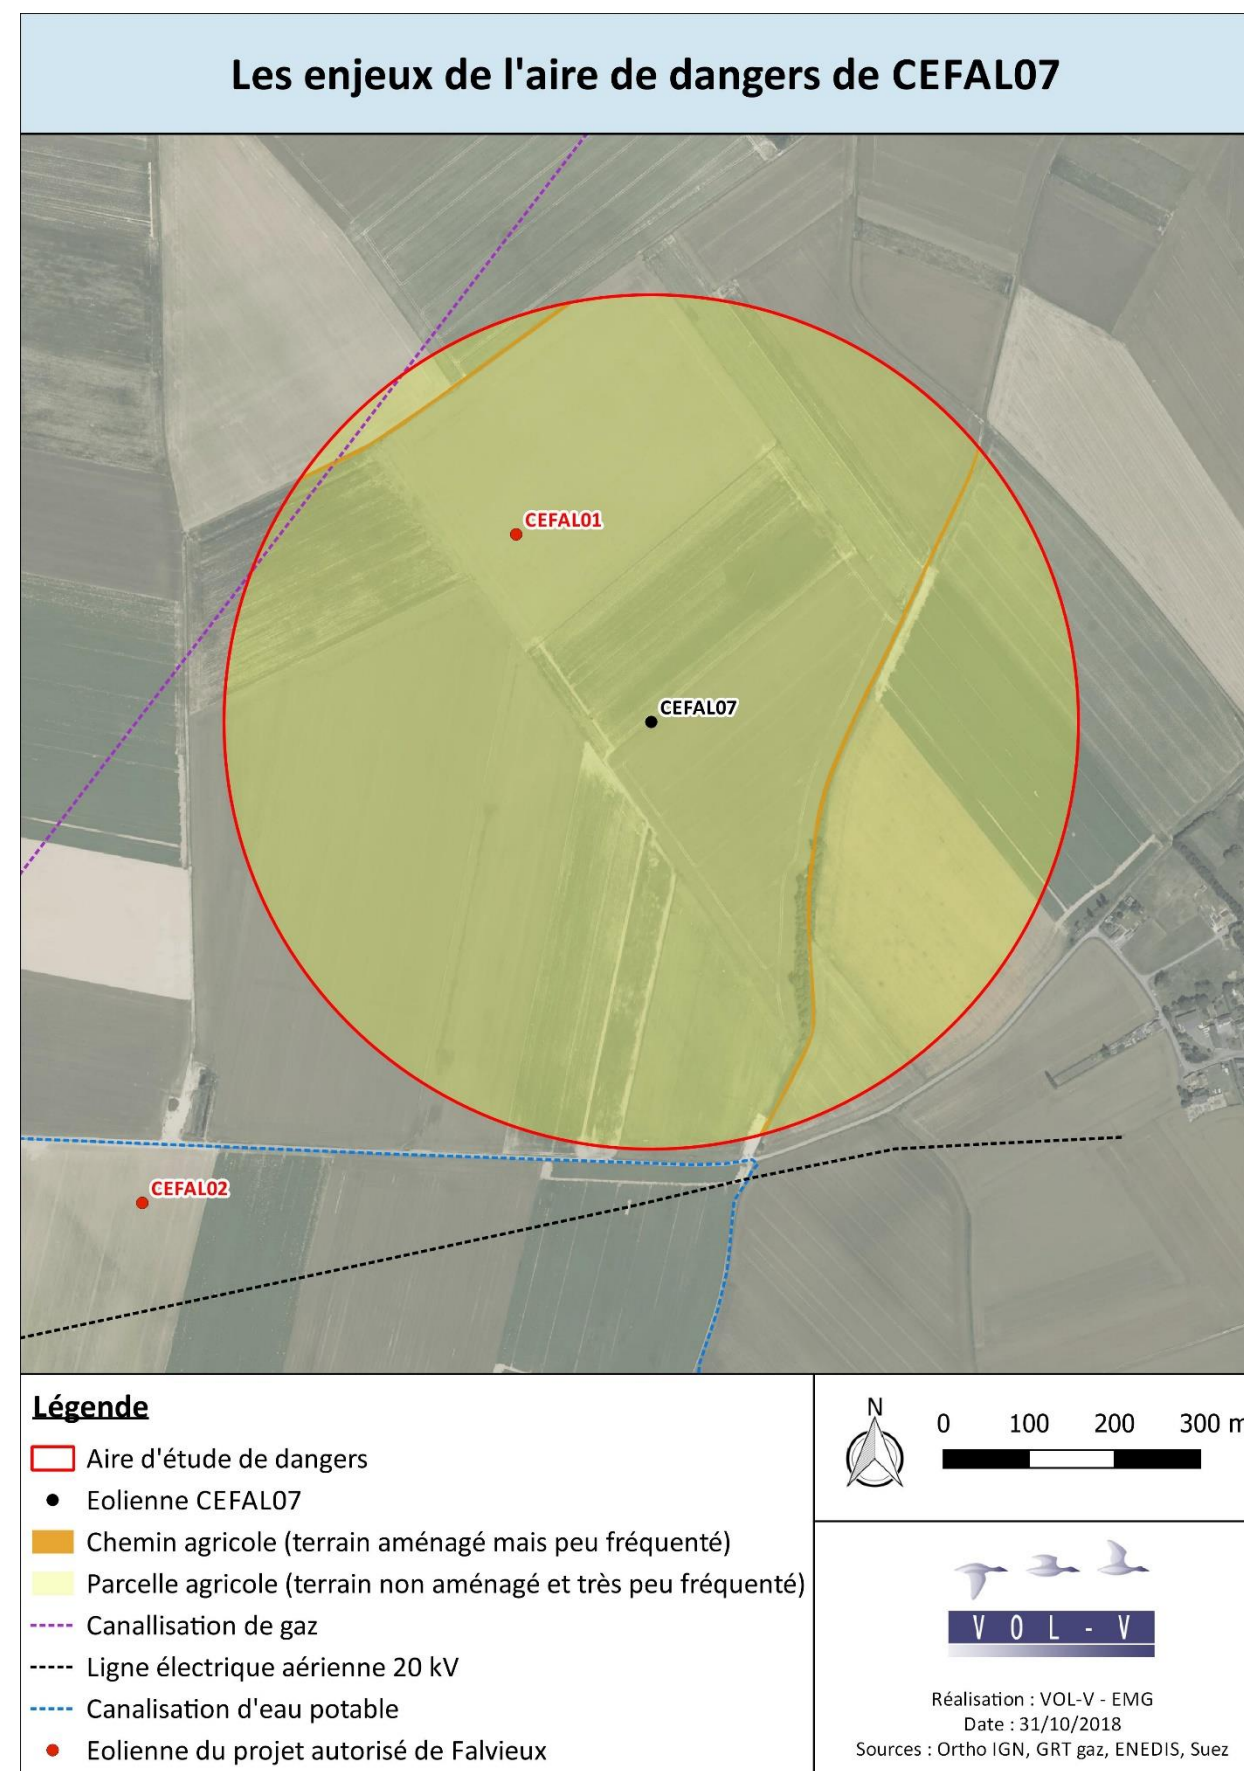 Les enjeux de l'aire de dangers de CEFAL07
CEFAL01
CEFAL07
CEFAL02
Légende
Aire d'étude de dangers
Eolienne CEFAL07
Chemin agricole (terrain aménagé mais peu fréquenté)
Parcelle agricole (terrain non aménagé et très peu fréquenté)
Canallisation de gaz
Ligne électrique aérienne 20 kV
Canalisation d'eau potable
Eolienne du projet autorisé de Falvieux
N
0 100 200 300 m
VOL-V
Réalisation : VOL-V - EMG
Date : 31/10/2018
Sources : Ortho IGN, GRT gaz, ENEDIS, Suez